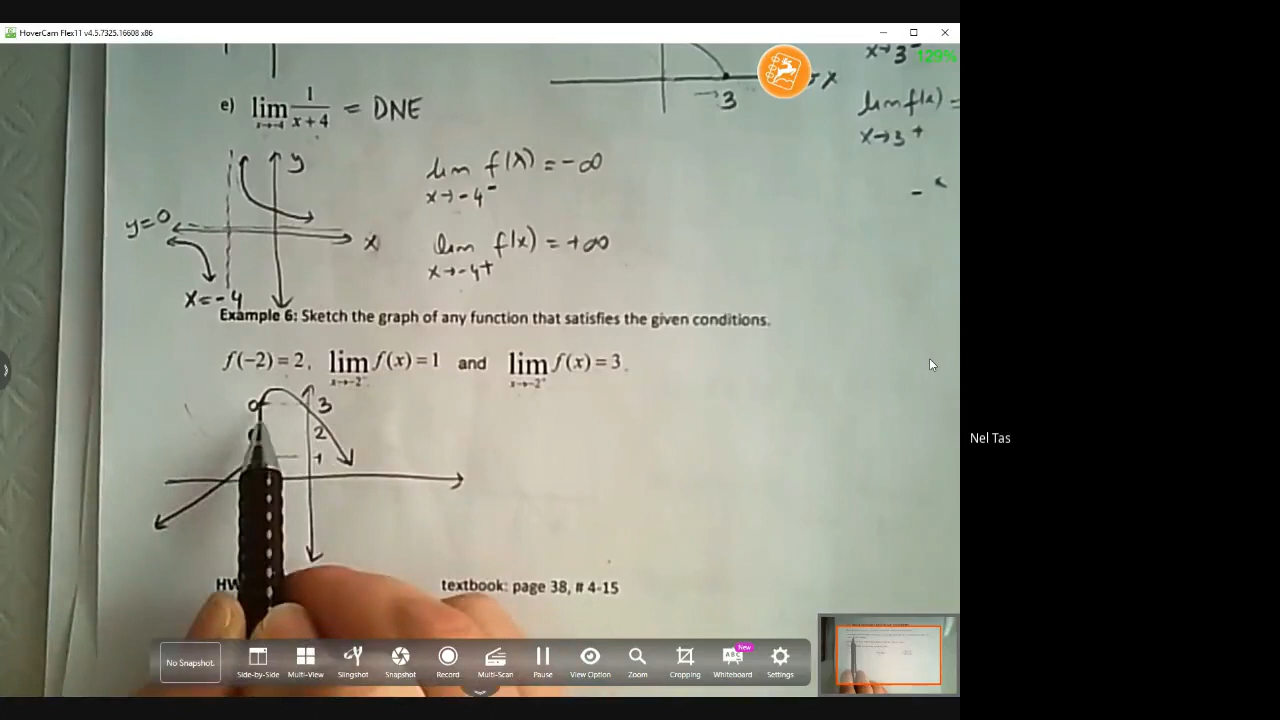 HoverCam Flex11 v4.5.7325.16608 x86
129%
x→3⁻
3 x
lim f(x) =
x→3⁺
e) lim 1/(x+4) = DNE
x→-4
y
lim f(x) = -∞
x→-4⁻
y=0
x
lim f(x) = +∞
x→-4⁺
x=-4
Example 6: Sketch the graph of any function that satisfies the given conditions.
f(−2) = 2, lim f(x) = 1 and lim f(x) = 3.
x→-2⁻ x→-2⁺
3
2
1
Nel Tas
HW
textbook: page 38, # 4-15
No Snapshot.
Side-by-Side Multi-View Slingshot Snapshot Record Multi-Scan Pause View Option Zoom Cropping Whiteboard Settings
New
ABC